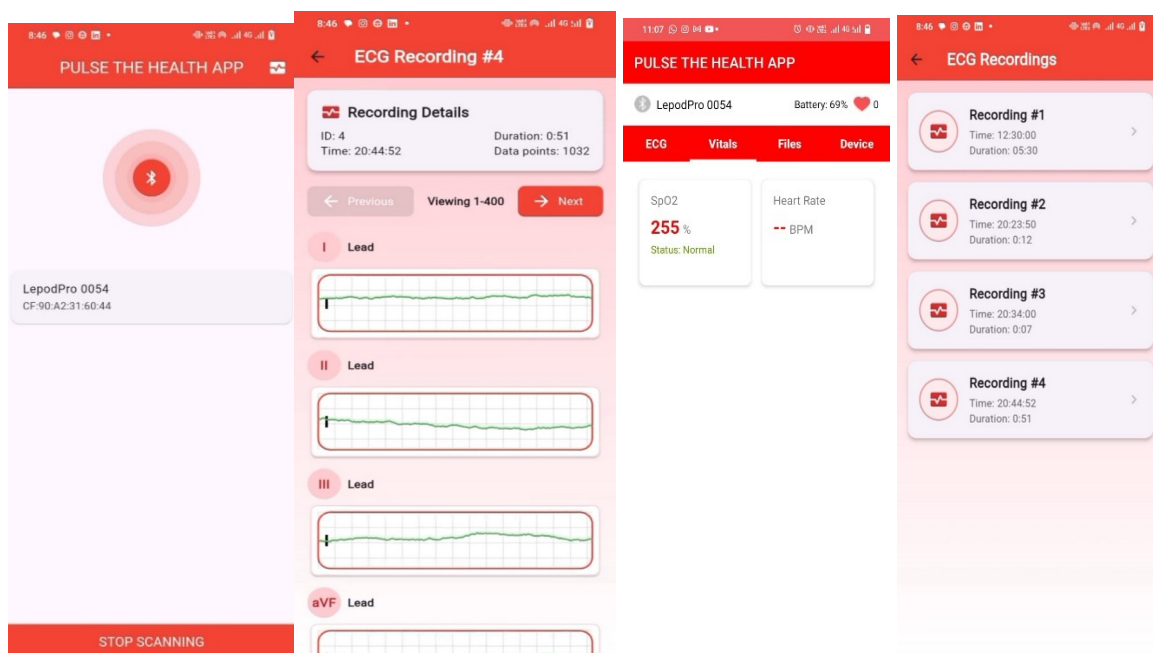 8:46
PULSE THE HEALTH APP
LepodPro 0054
CF:90:A2:31:60:44
STOP SCANNING
8:46
ECG Recording #4
Recording Details
ID: 4
Duration: 0:51
Time: 20:44:52
Data points: 1032
Previous
Viewing 1-400
Next
I Lead
II Lead
III Lead
aVF Lead
11:07
PULSE THE HEALTH APP
LepodPro 0054
Battery: 69%
0
ECG
Vitals
Files
Device
SpO2
255 %
Status: Normal
Heart Rate
-- BPM
8:46
ECG Recordings
Recording #1
Time: 12:30:00
Duration: 05:30
Recording #2
Time: 20:23:50
Duration: 0:12
Recording #3
Time: 20:34:00
Duration: 0:07
Recording #4
Time: 20:44:52
Duration: 0:51